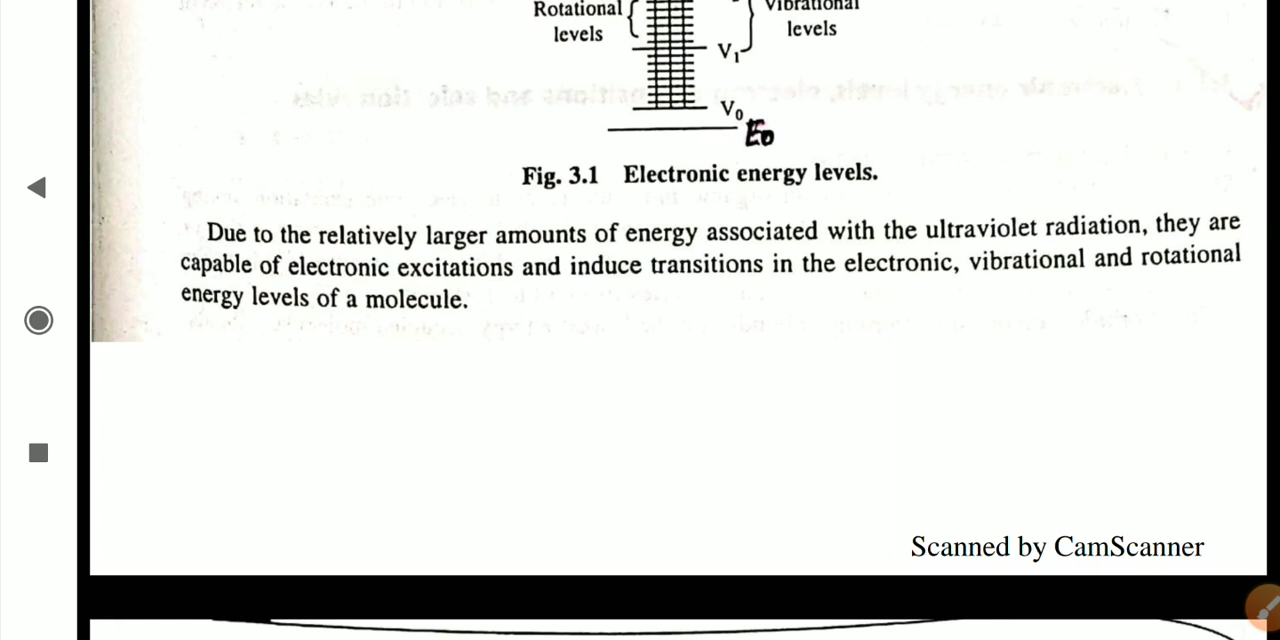 Rotational
levels
Vibrational
levels
V₁
V₀
E₀
Fig. 3.1 Electronic energy levels.
Due to the relatively larger amounts of energy associated with the ultraviolet radiation, they are
capable of electronic excitations and induce transitions in the electronic, vibrational and rotational
energy levels of a molecule.
Scanned by CamScanner